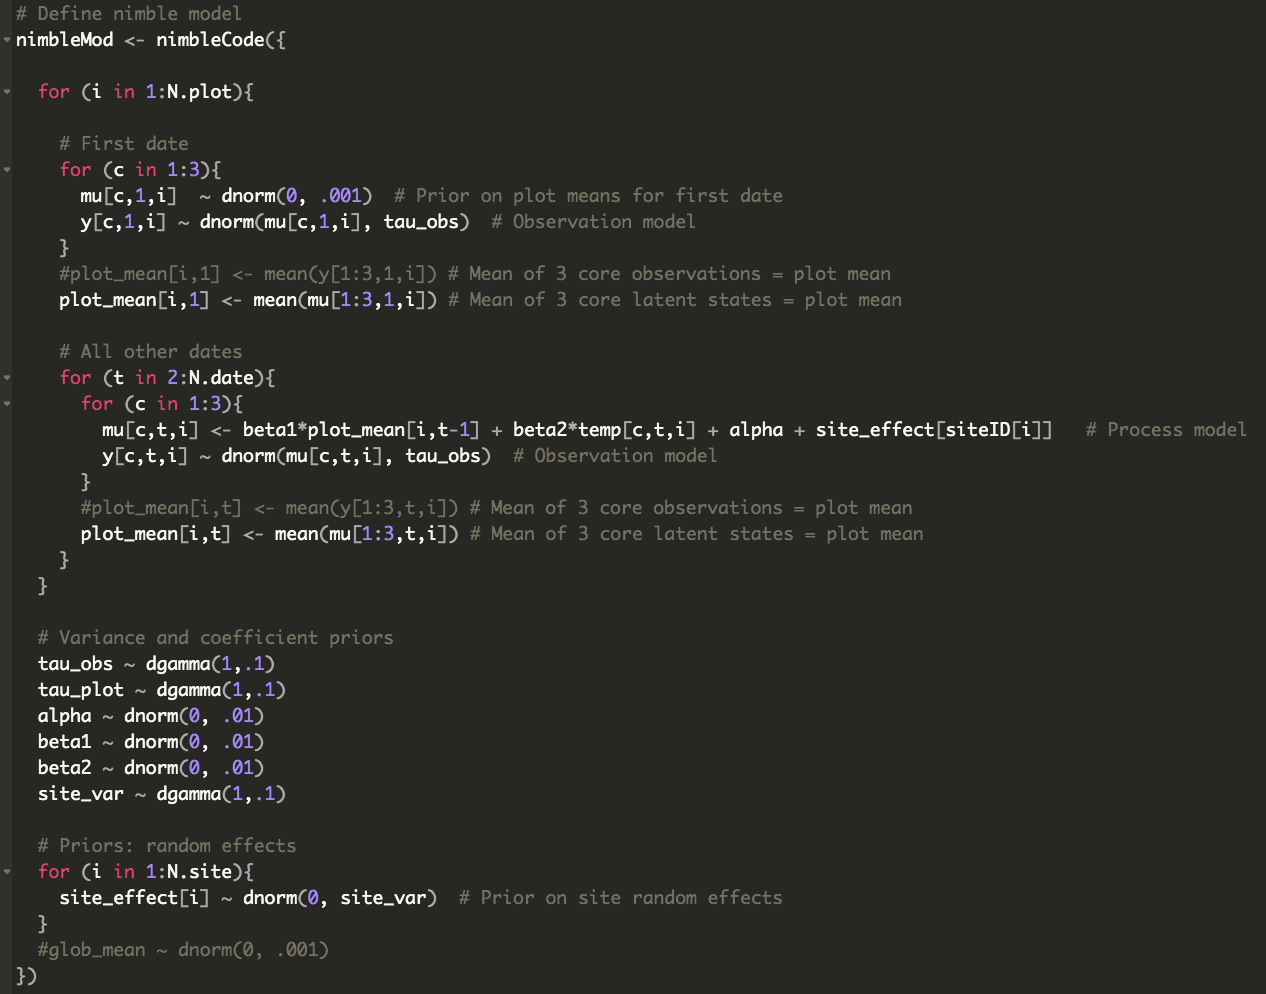 # Define nimble model
nimbleMod <- nimbleCode({
for (i in 1:N.plot){
# First date
for (c in 1:3){
mu[c,1,i]  ~ dnorm(0, .001)  # Prior on plot means for first date
y[c,1,i] ~ dnorm(mu[c,1,i], tau_obs)  # Observation model
}
#plot_mean[i,1] <- mean(y[1:3,1,i]) # Mean of 3 core observations = plot mean
plot_mean[i,1] <- mean(mu[1:3,1,i]) # Mean of 3 core latent states = plot mean
# All other dates
for (t in 2:N.date){
for (c in 1:3){
mu[c,t,i] <- beta1*plot_mean[i,t-1] + beta2*temp[c,t,i] + alpha + site_effect[siteID[i]]   # Process model
y[c,t,i] ~ dnorm(mu[c,t,i], tau_obs)  # Observation model
}
#plot_mean[i,t] <- mean(y[1:3,t,i]) # Mean of 3 core observations = plot mean
plot_mean[i,t] <- mean(mu[1:3,t,i]) # Mean of 3 core latent states = plot mean
}
}
# Variance and coefficient priors
tau_obs ~ dgamma(1,.1)
tau_plot ~ dgamma(1,.1)
alpha ~ dnorm(0, .01)
beta1 ~ dnorm(0, .01)
beta2 ~ dnorm(0, .01)
site_var ~ dgamma(1,.1)
# Priors: random effects
for (i in 1:N.site){
site_effect[i] ~ dnorm(0, site_var)  # Prior on site random effects
}
#glob_mean ~ dnorm(0, .001)
})